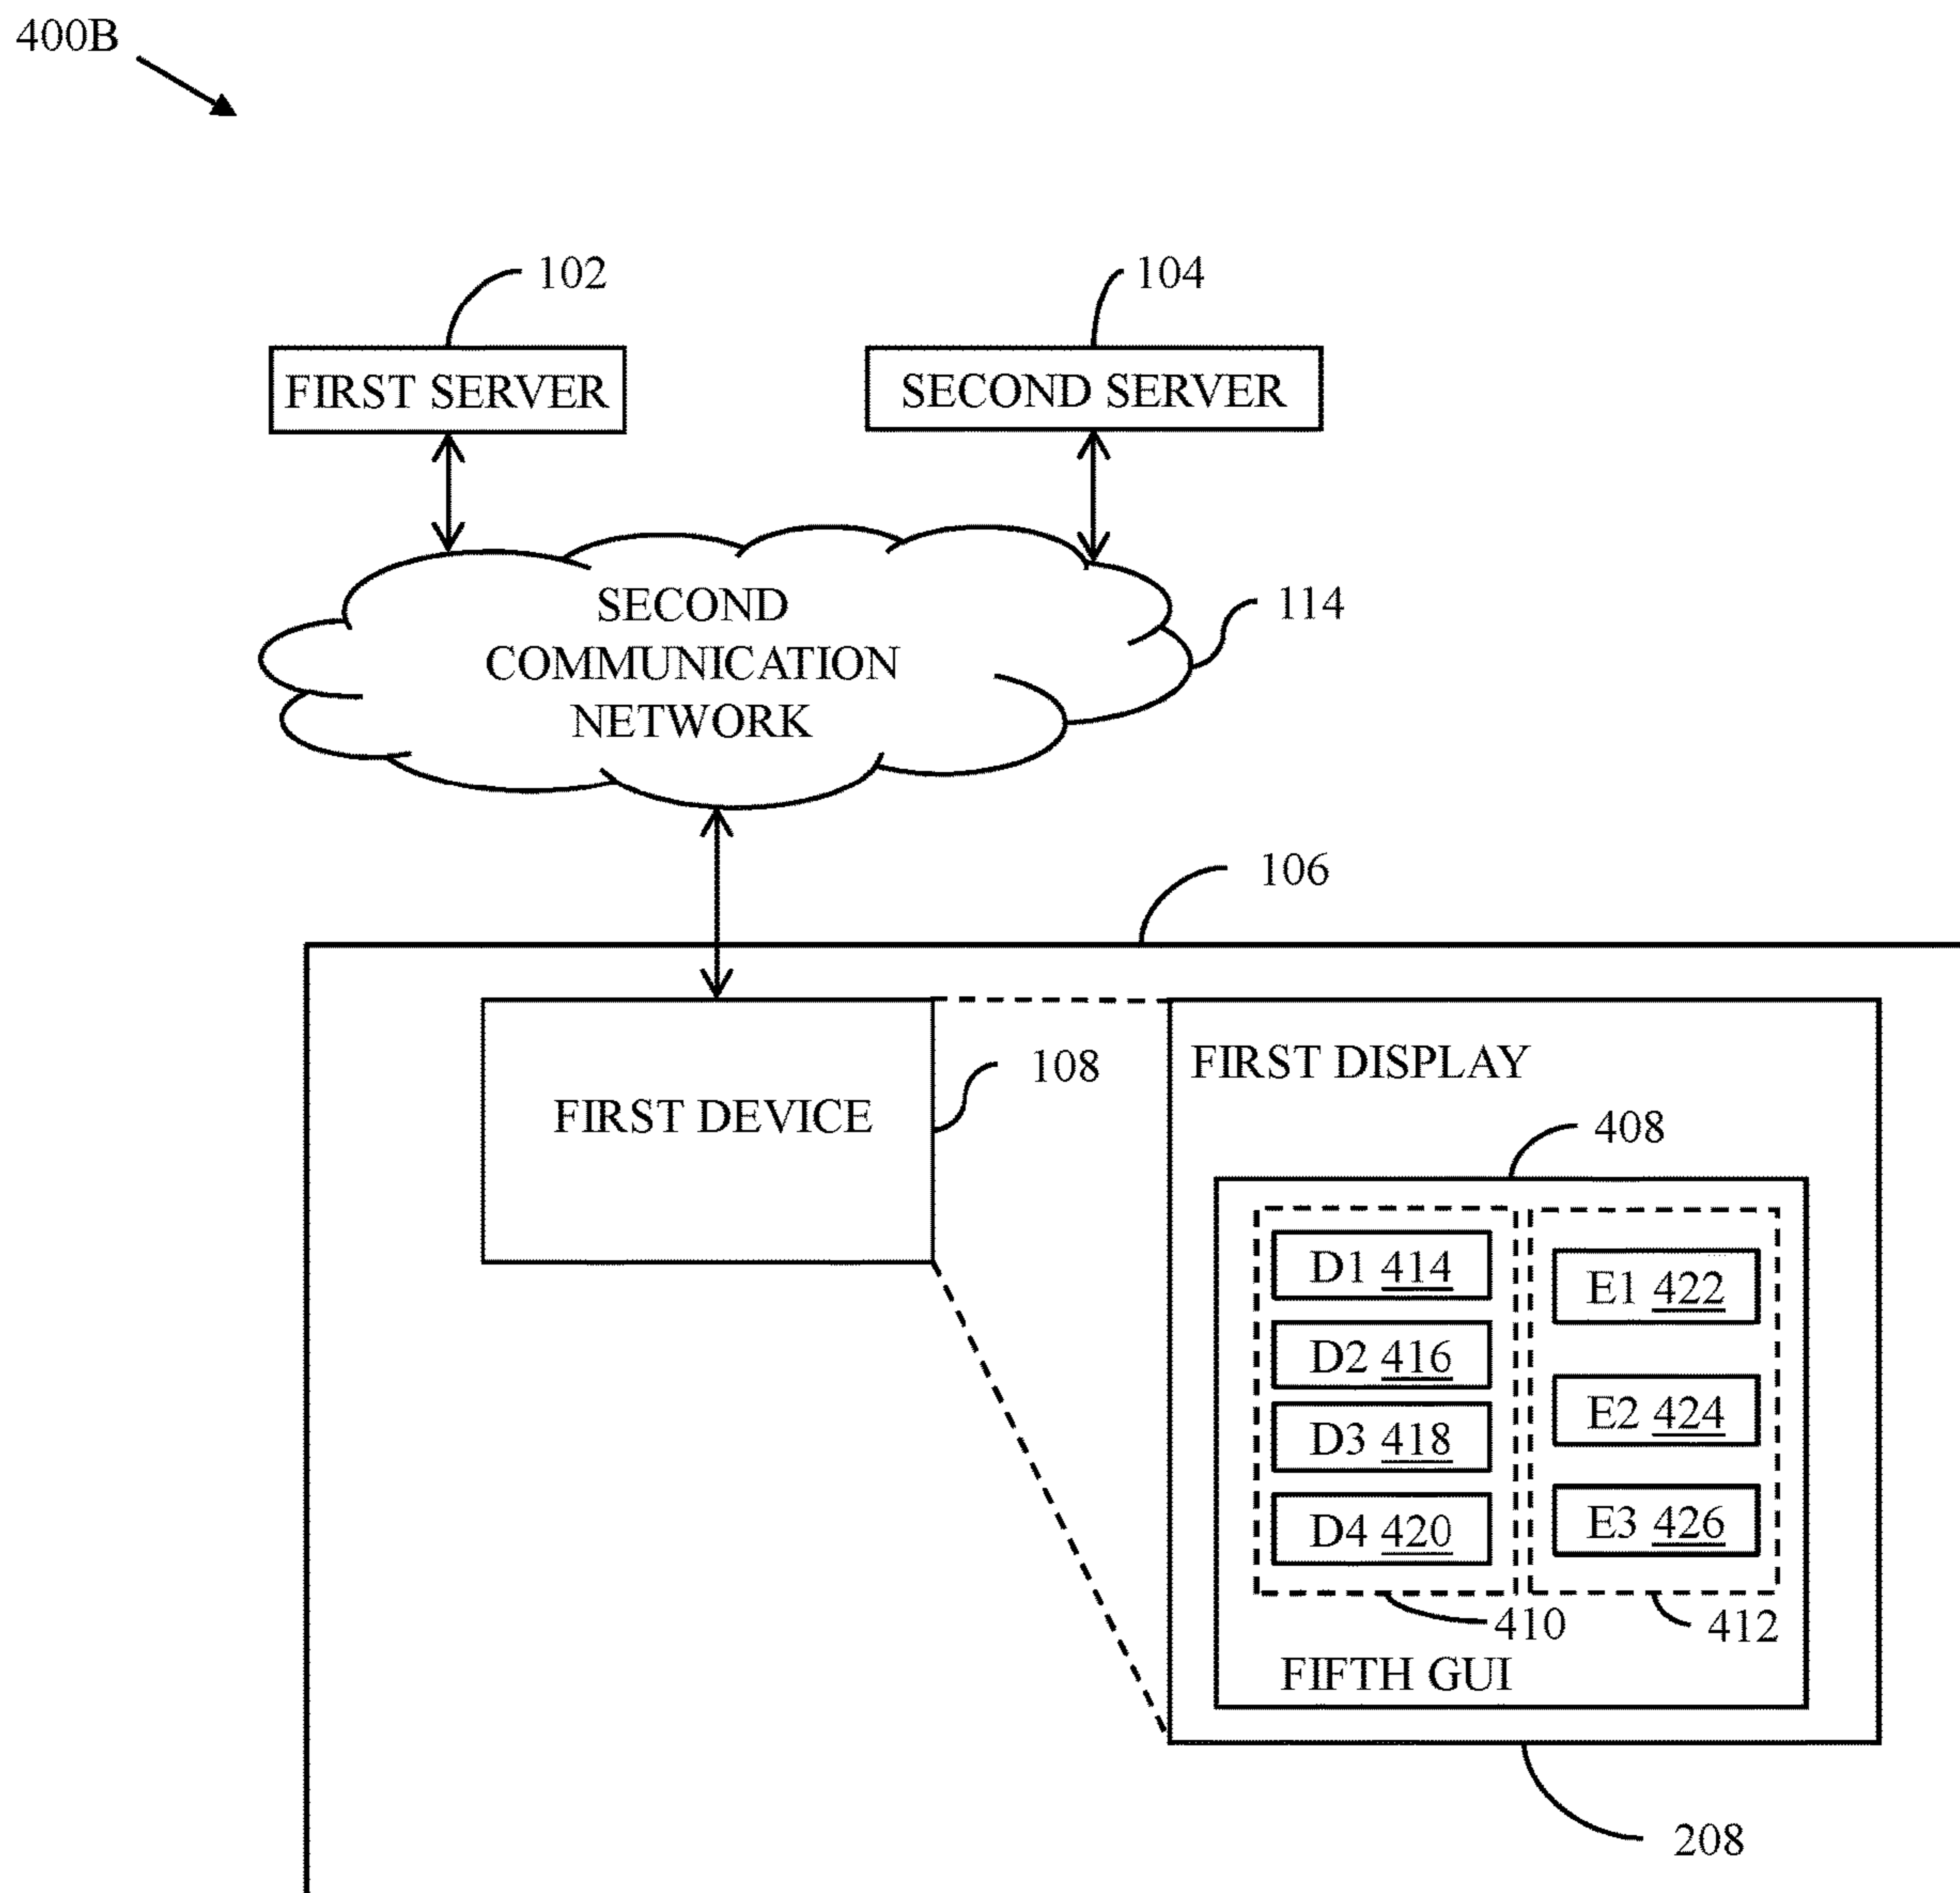 400B
102
104
FIRST SERVER
SECOND SERVER
SECOND
COMMUNICATION
NETWORK
114
106
FIRST DEVICE
108
FIRST DISPLAY
408
D1 414
D2 416
D3 418
D4 420
E1 422
E2 424
E3 426
410
412
FIFTH GUI
208